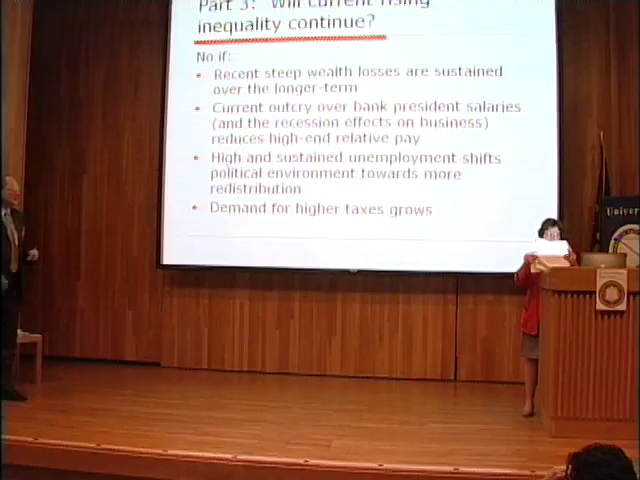 Part 3: Will current rising
inequality continue?
No if:
• Recent steep wealth losses are sustained
over the longer-term
• Current outcry over bank president salaries
(and the recession effects on business)
reduces high-end relative pay
• High and sustained unemployment shifts
political environment towards more
redistribution
• Demand for higher taxes grows
Univer